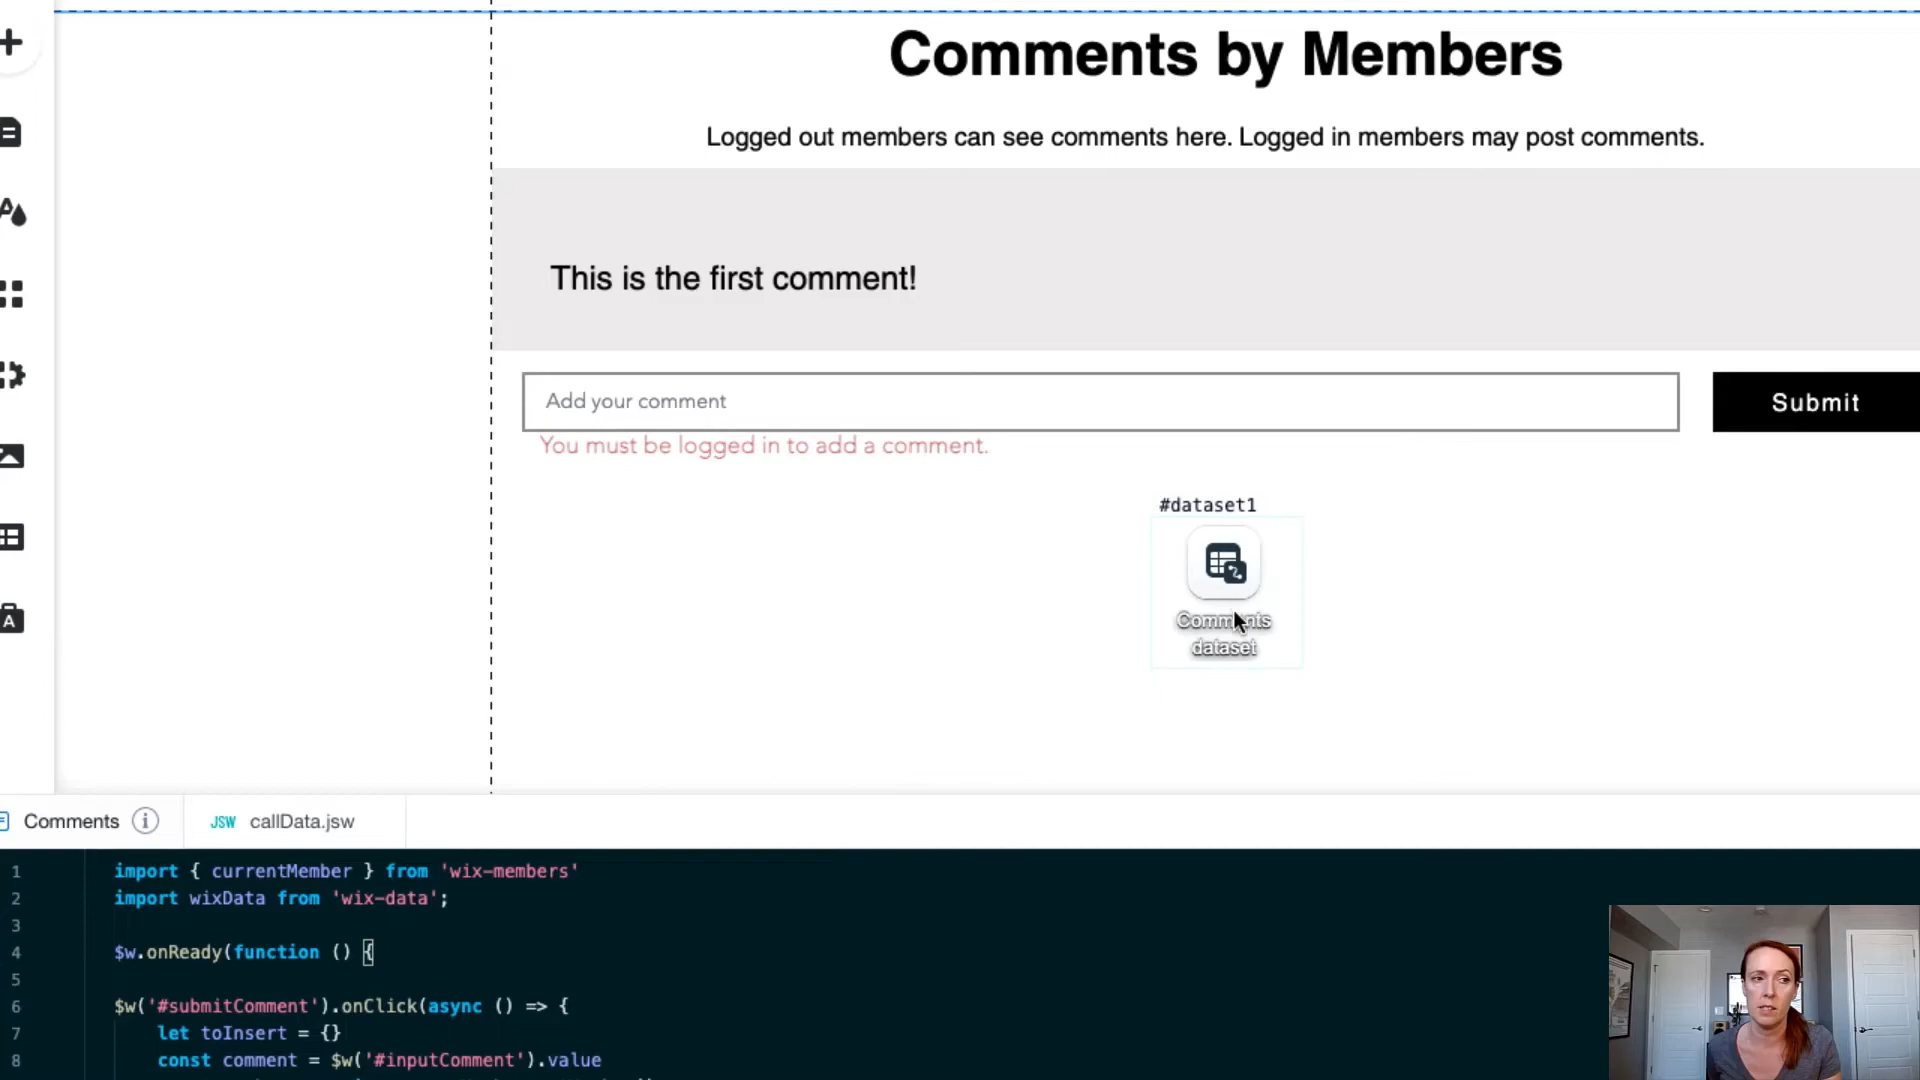 Comments by Members
Logged out members can see comments here. Logged in members may post comments.
This is the first comment!
Add your comment
Submit
You must be logged in to add a comment.
#dataset1
Comments
dataset
A
Comments i JSW callData.jsw
1 import { currentMember } from 'wix-members'
2 import wixData from 'wix-data';
3
4 $w.onReady(function () {
5
6 $w('#submitComment').onClick(async () => {
7 let toInsert = {}
8 const comment = $w('#inputComment').value